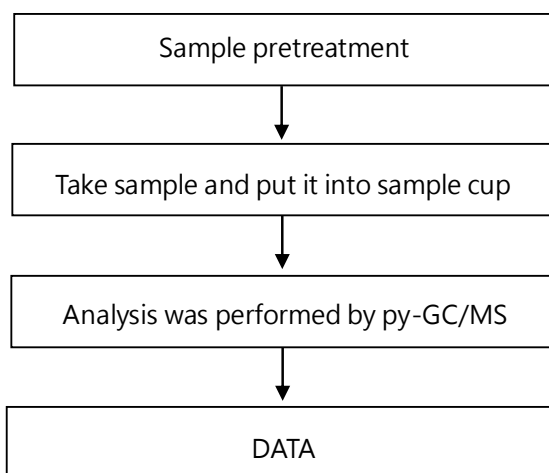 Sample pretreatment
Take sample and put it into sample cup
Analysis was performed by py-GC/MS
DATA